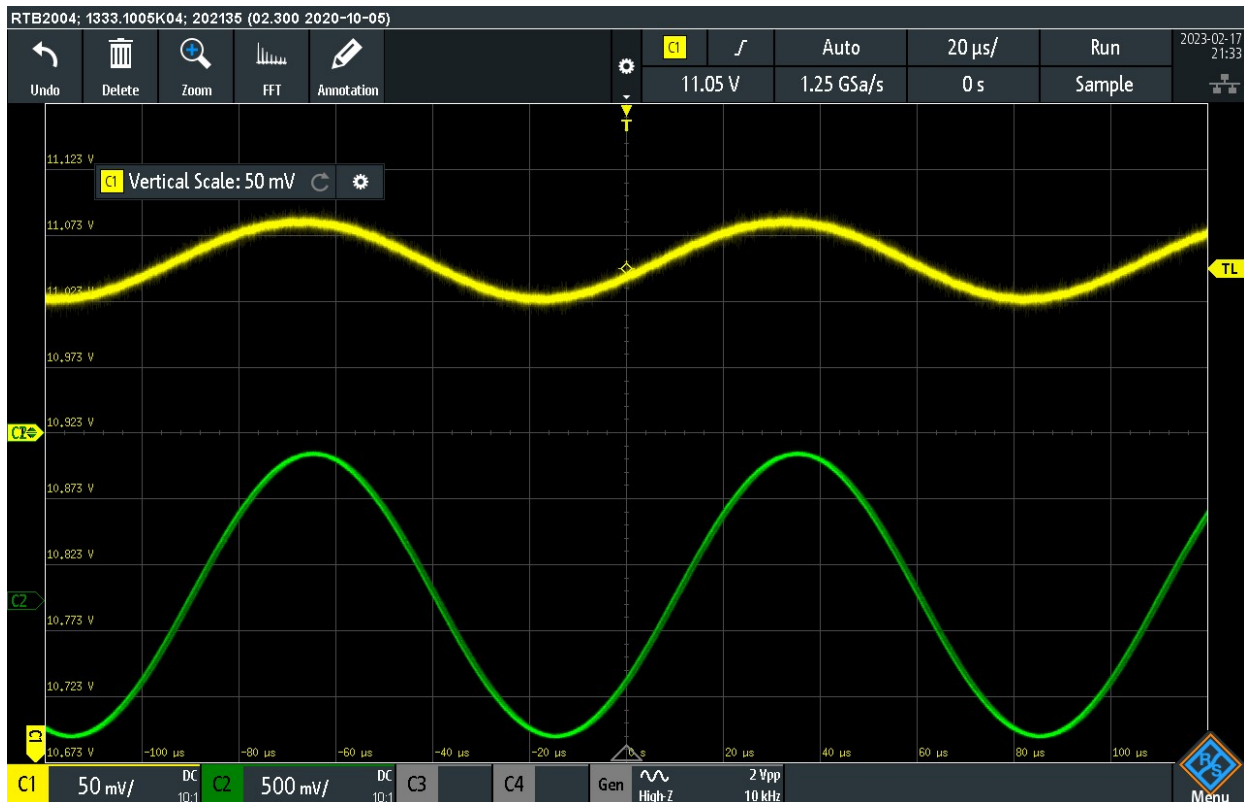 RTB2004; 1333.1005K04; 202135 (02.300 2020-10-05)
Undo Delete Zoom FFT Annotation
C1 Auto 20 µs/ Run
11.05 V 1.25 GSa/s 0 s Sample
2023-02-17
21:33
T
11.123 V
C1 Vertical Scale: 50 mV
11.073 V
TL
11.023 V
10.973 V
10.923 V
10.873 V
10.823 V
C2
10.773 V
10.723 V
C1
10.673 V -100 µs -80 µs -60 µs -40 µs -20 µs 0 s 20 µs 40 µs 60 µs 80 µs 100 µs
C1 50 mV/ DC 10:1 C2 500 mV/ DC 10:1 C3 C4 Gen 2 Vpp
High-Z 10 kHz
R/S
Menu